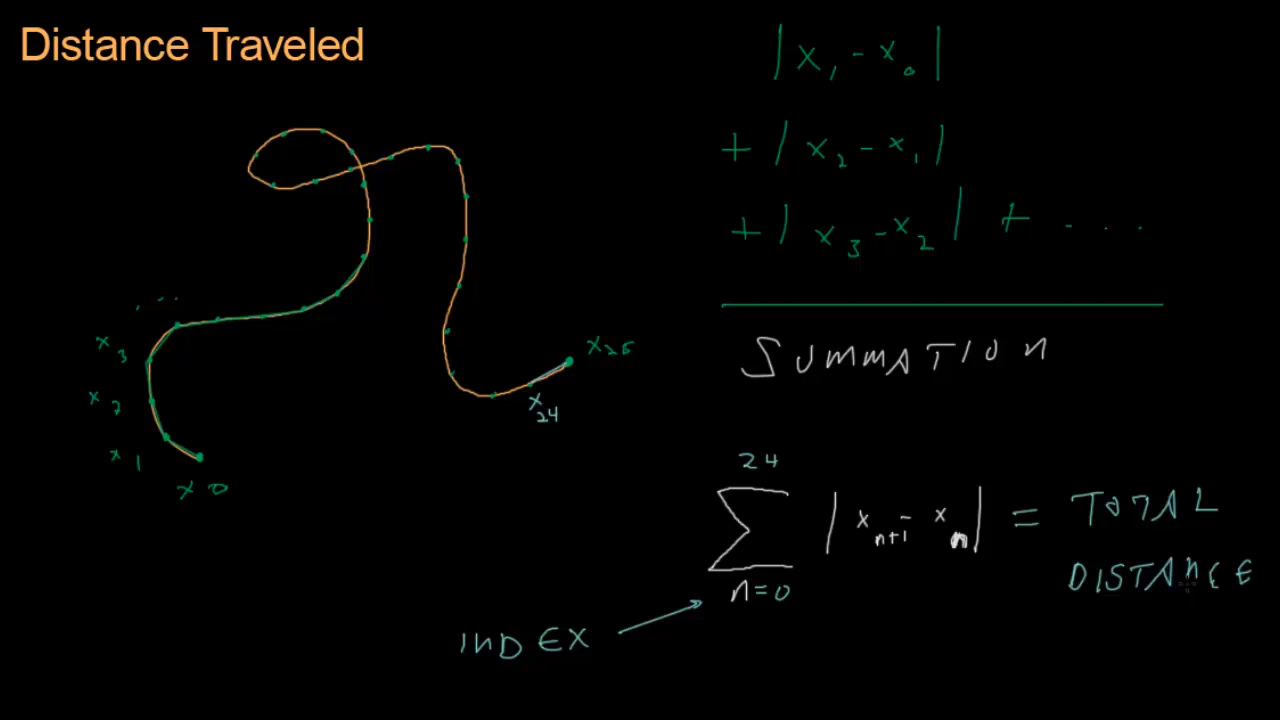 Distance Traveled
|x₁ - x₀|
+ |x₂ - x₁|
+ |x₃ - x₂| + ....
SUMMATION
...
x3
x2
x1
x0
x25
x24
24
∑ |xₙ₊₁ - xₙ| = TOTAL
DISTANCE
n=0
INDEX